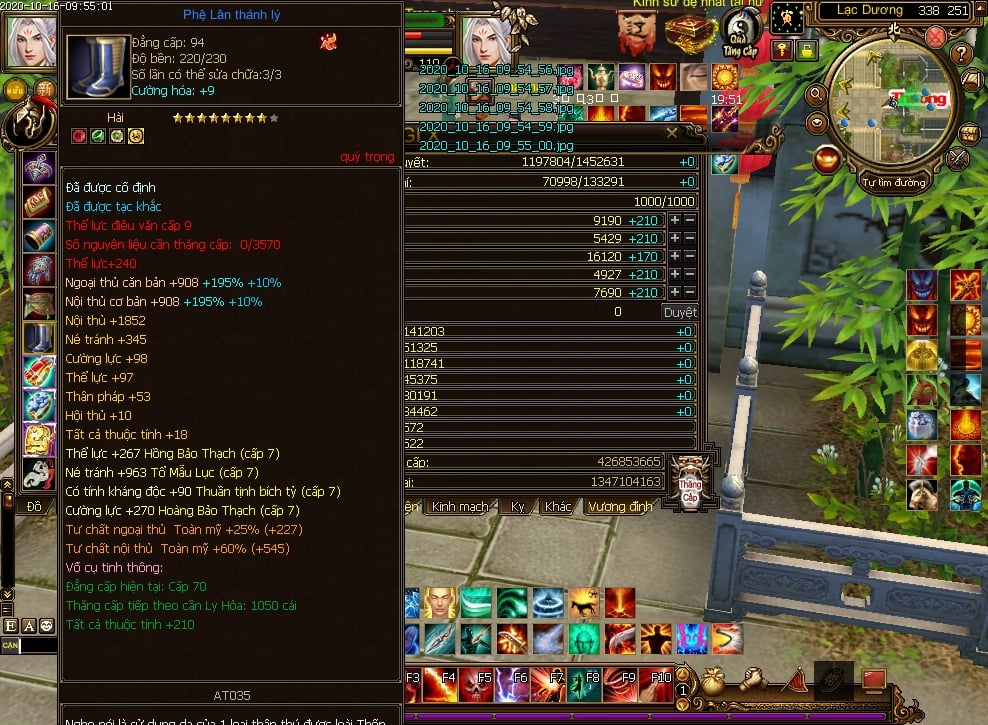 2020-10-16-09:55:01
Phệ Lân thánh lý
Đẳng cấp: 94
Độ bền: 220/230
Số lần có thể sửa chữa:3/3
Cường hóa: +9
Hài
quý trọng
Đã được cố định
Đã được tạc khắc
Thể lực điêu văn cấp 9
Số nguyên liệu cần thăng cấp: 0/3570
Thể lực+240
Ngoại thủ căn bản +908 +195% +10%
Nội thủ cơ bản +908 +195% +10%
Nội thủ +1852
Né tránh +345
Cường lực +98
Thể lực +97
Thân pháp +53
Hội thủ +10
Tất cả thuộc tính +18
Thể lực +267 Hồng Bảo Thạch (cấp 7)
Né tránh +963 Tổ Mẫu Lục (cấp 7)
Có tính kháng độc +90 Thuần tịnh bích tỷ (cấp 7)
Cường lực +270 Hoàng Bảo Thạch (cấp 7)
Tư chất ngoại thủ Toàn mỹ +25% (+227)
Tư chất nội thủ Toàn mỹ +60% (+545)
Võ cụ tinh thông:
Đẳng cấp hiện tại: Cấp 70
Thăng cấp tiếp theo cần Ly Hỏa: 1050 cái
Tất cả thuộc tính +210
AT035
Đồ
E A
CẬN
119
2020_10_16_09_54_56.jpg
2020_10_16_09_54_57.jpg
2020_10_16_09_54_58.jpg
2020_10_16_09_54_59.jpg
2020_10_16_09_55_00.jpg
19:51
Quà Tăng Cấp
Lạc Dương 338 251
Tự tìm đường
1197804/1452631 +0
70998/133291 +0
1000/1000
9190 +210
5429 +210
16120 +170
4927 +210
7690 +210
0 Duyệt
141203 +0
51325 +0
118741 +0
45375 +0
30191 +0
34462 +0
572
522
cấp: 426853665
1347104163
Thăng Cấp
Kinh mạch Kỵ Khác Vương đỉnh
F3 F4 F5 F6 F7 F8 F9 F10
1